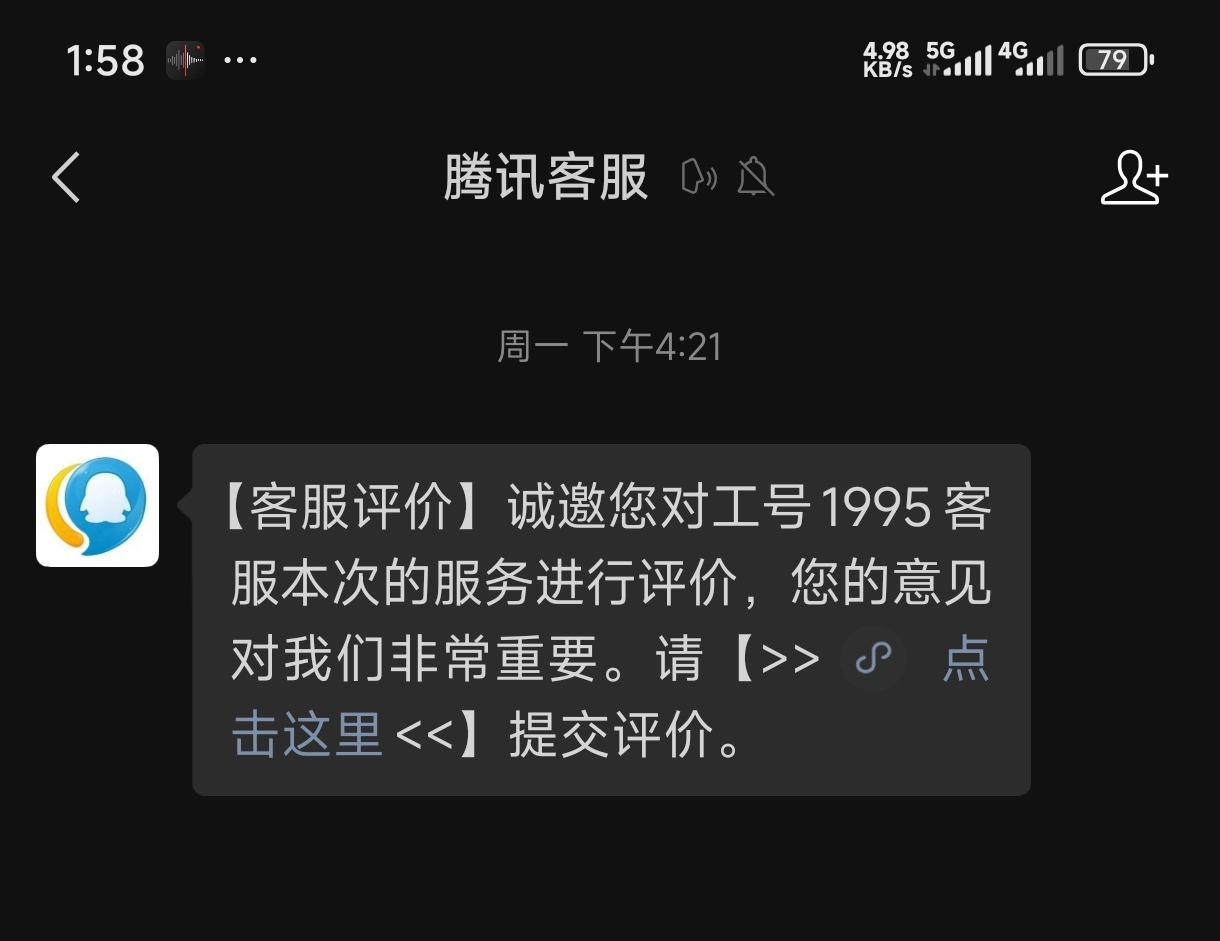 1:58 ... 4.98 KB/s 5G 4G 79
腾讯客服
周一 下午4:21
【客服评价】诚邀您对工号1995客
服本次的服务进行评价，您的意见
对我们非常重要。请【>> 点
击这里<<】提交评价。